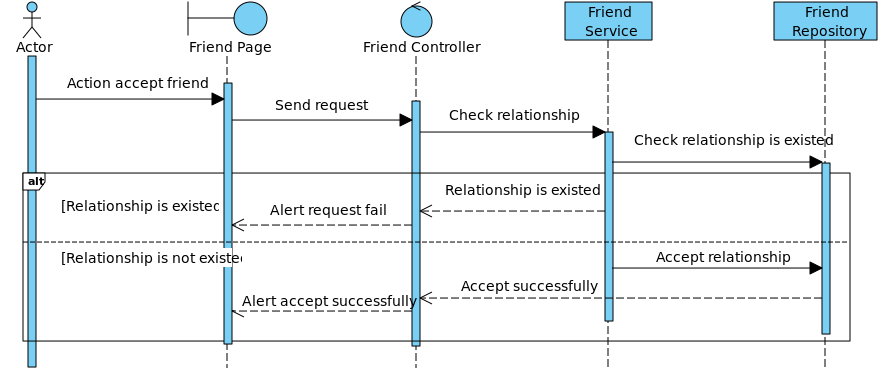 Friend
Service
Friend
Repository
Actor
Friend Page
Friend Controller
Action accept friend
Send request
Check relationship
Check relationship is existed
alt
Relationship is existed
[Relationship is existed
Alert request fail
[Relationship is not existed
Accept relationship
Accept successfully
Alert accept successfully